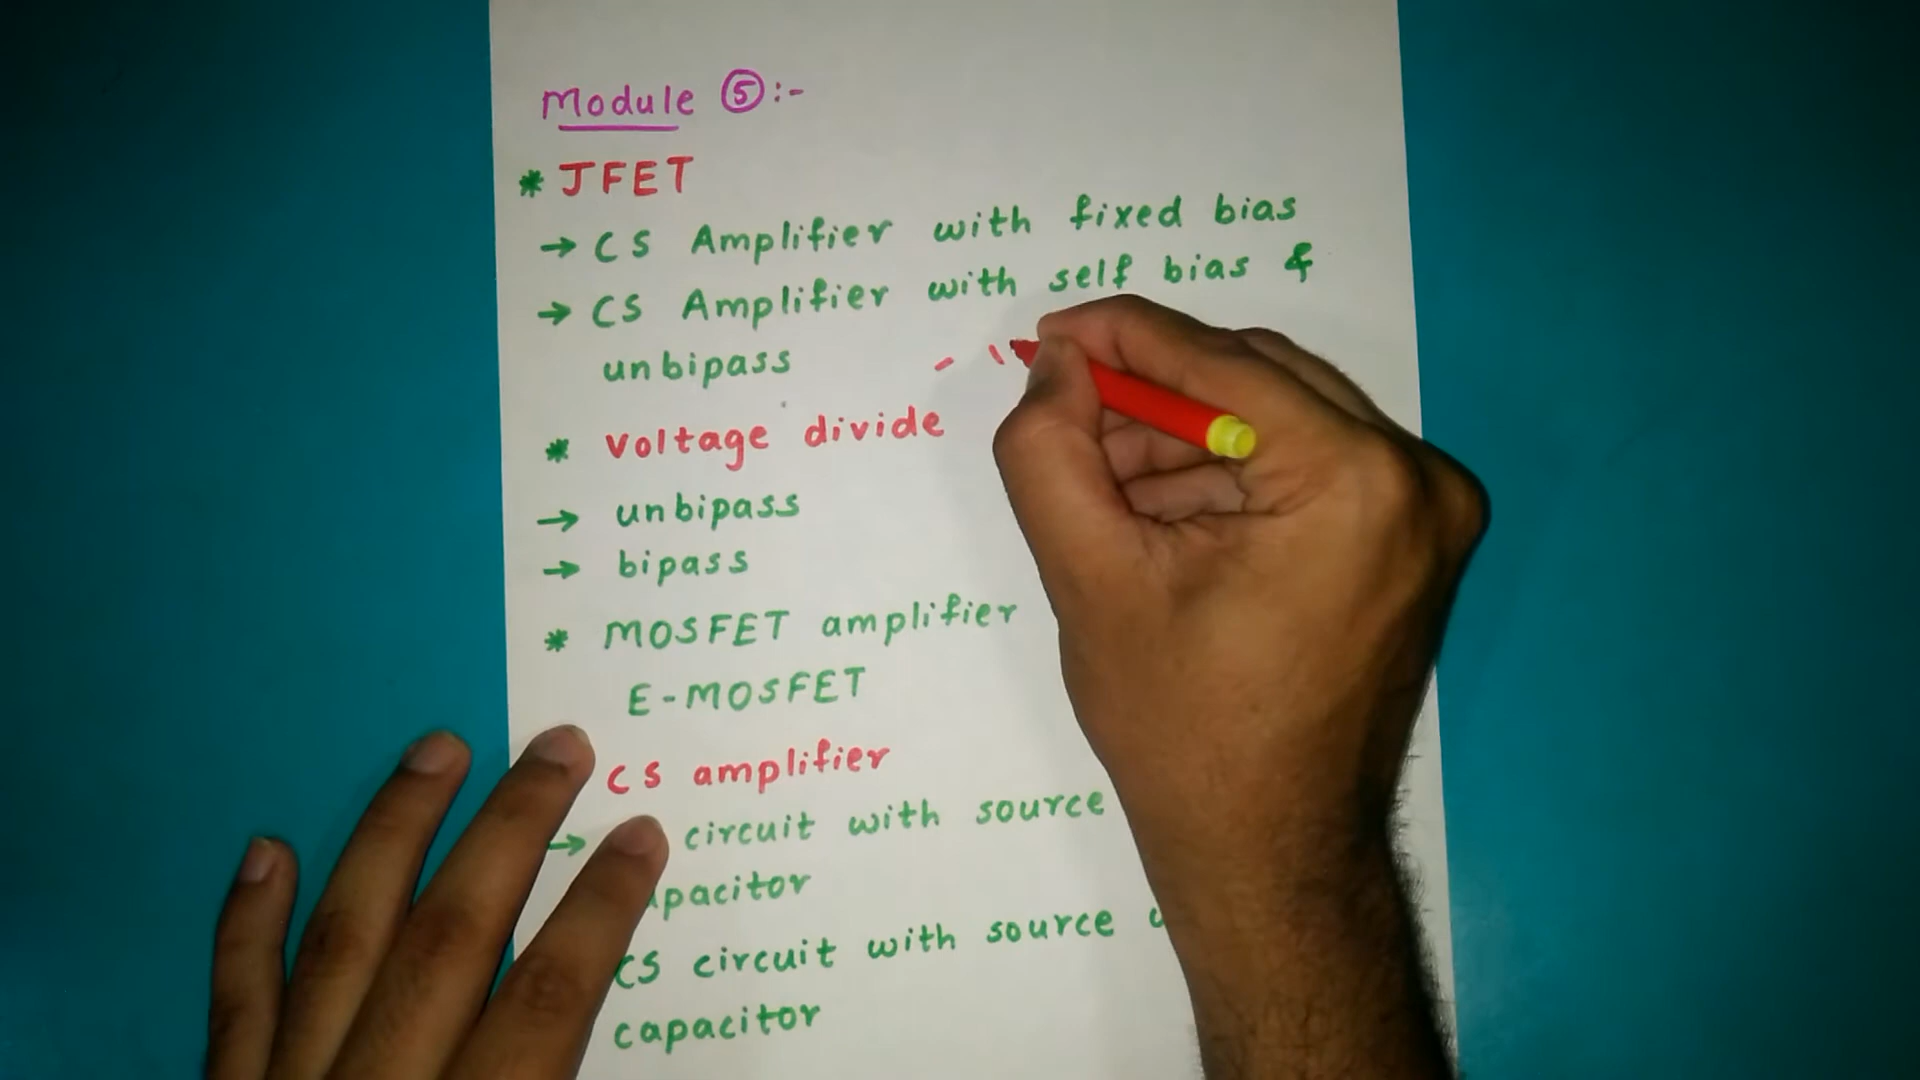 Module ⑤:-
* JFET
→ CS Amplifier with fixed bias
→ CS Amplifier with self bias &
unbipass
* Voltage divide
→ unbipass
→ bipass
* MOSFET amplifier
E-MOSFET
CS amplifier
→ circuit with source
capacitor
CS circuit with source
capacitor